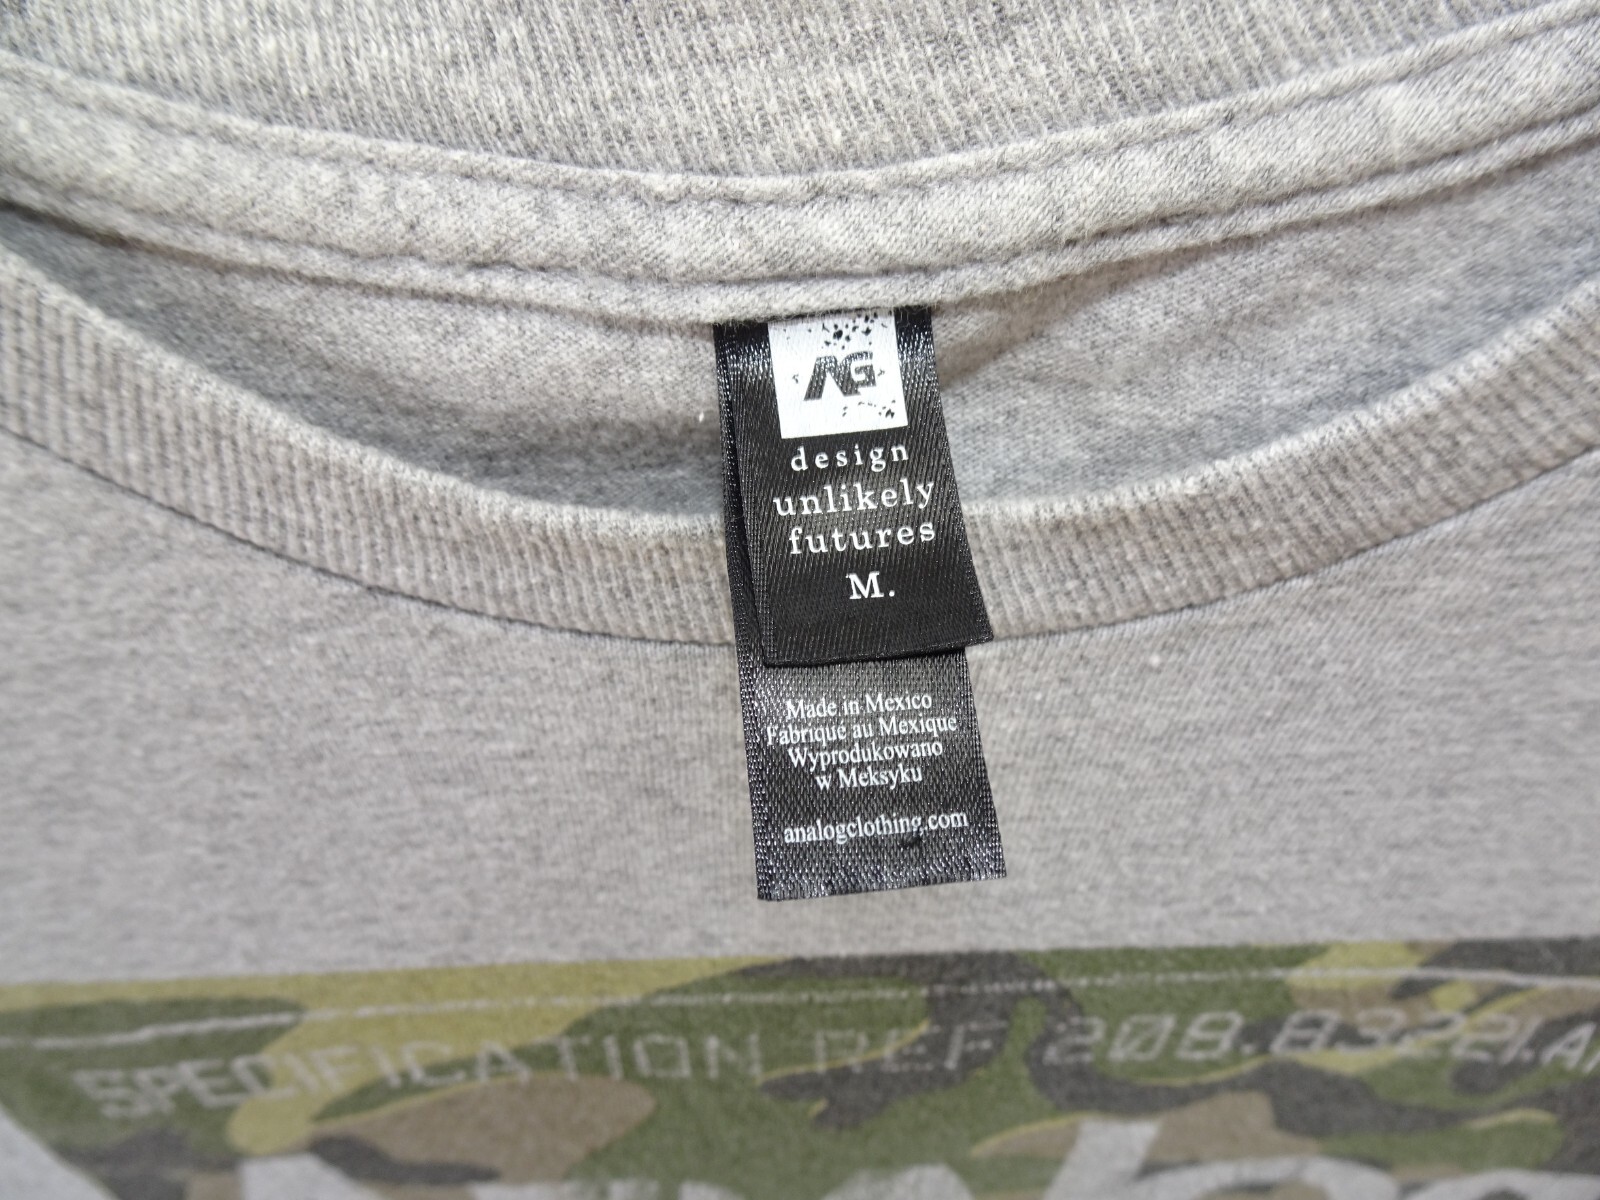 AG
design
unlikely
futures
M.
Made in Mexico
Fabrique au Mexique
Wyprodukowano
w Meksyku
analogclothing.com
SPECIFICATION REF 208.8322